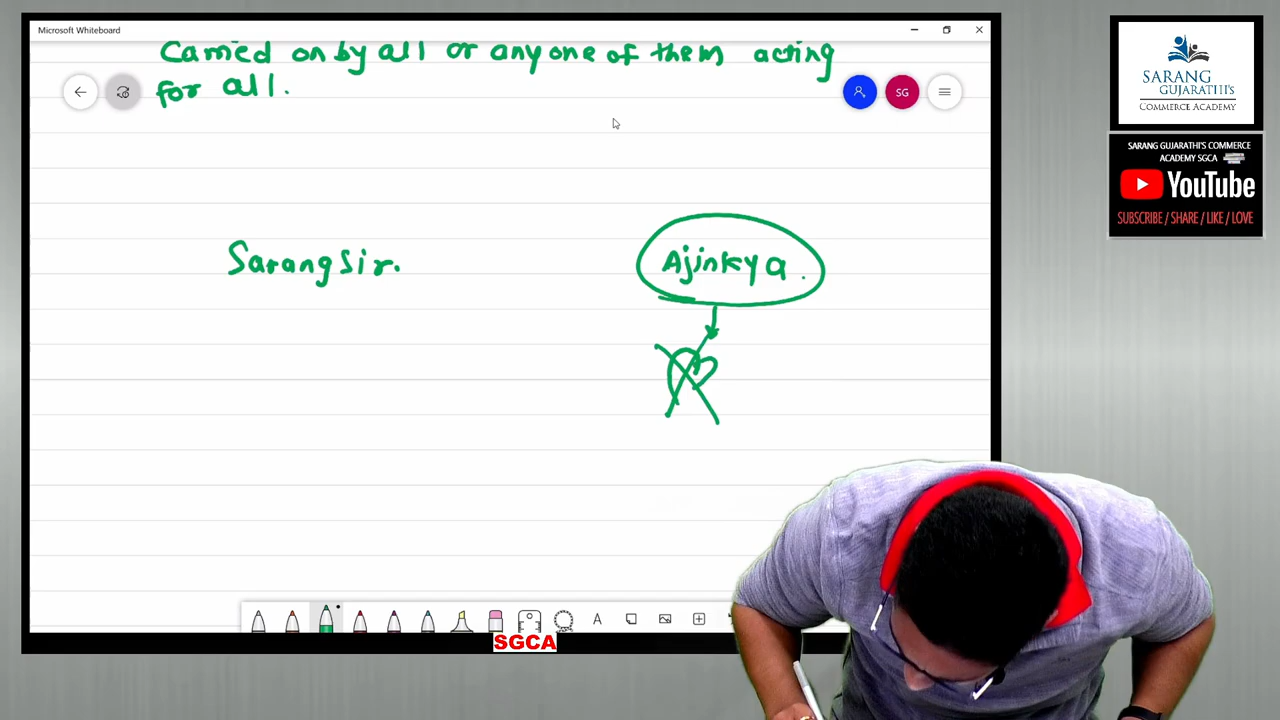 Microsoft Whiteboard
Carried on by all or anyone of them acting
for all.
SG
Sarang Sir.
Ajinkya.
A
SGCA
SARANG
GUJARATHI'S
COMMERCE ACADEMY
SARANG GUJARATHI'S COMMERCE
ACADEMY SGCA
YouTube
SUBSCRIBE / SHARE / LIKE / LOVE